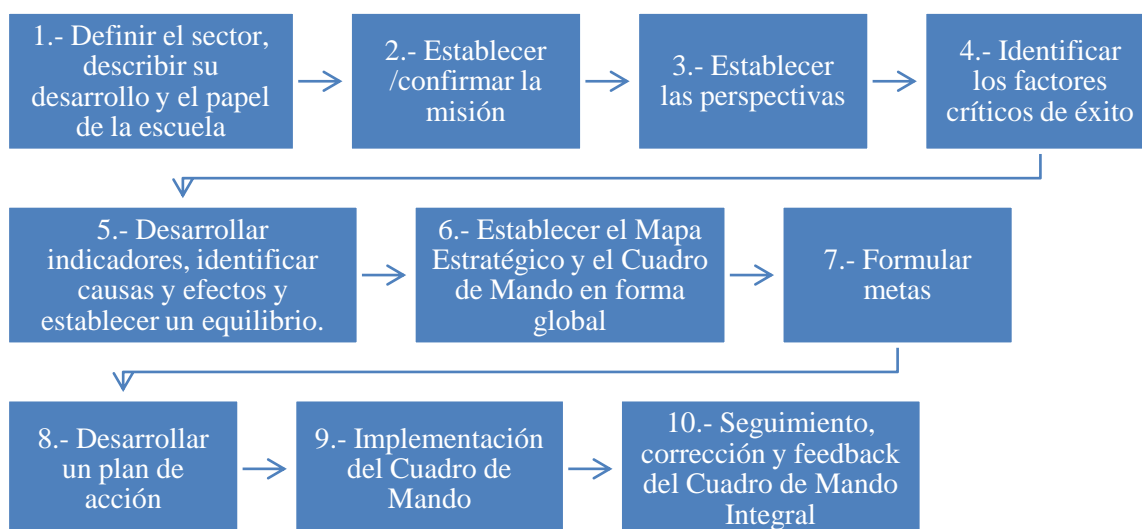 1.- Definir el sector,
describir su
desarrollo y el papel
de la escuela
2.- Establecer
/confirmar la
misión
3.- Establecer
las perspectivas
4.- Identificar
los factores
críticos de éxito
5.- Desarrollar
indicadores, identificar
causas y efectos y
establecer un equilibrio.
6.- Establecer el Mapa
Estratégico y el Cuadro
de Mando en forma
global
7.- Formular
metas
8.- Desarrollar
un plan de
acción
9.- Implementación
del Cuadro de
Mando
10.- Seguimiento,
corrección y feedback
del Cuadro de Mando
Integral